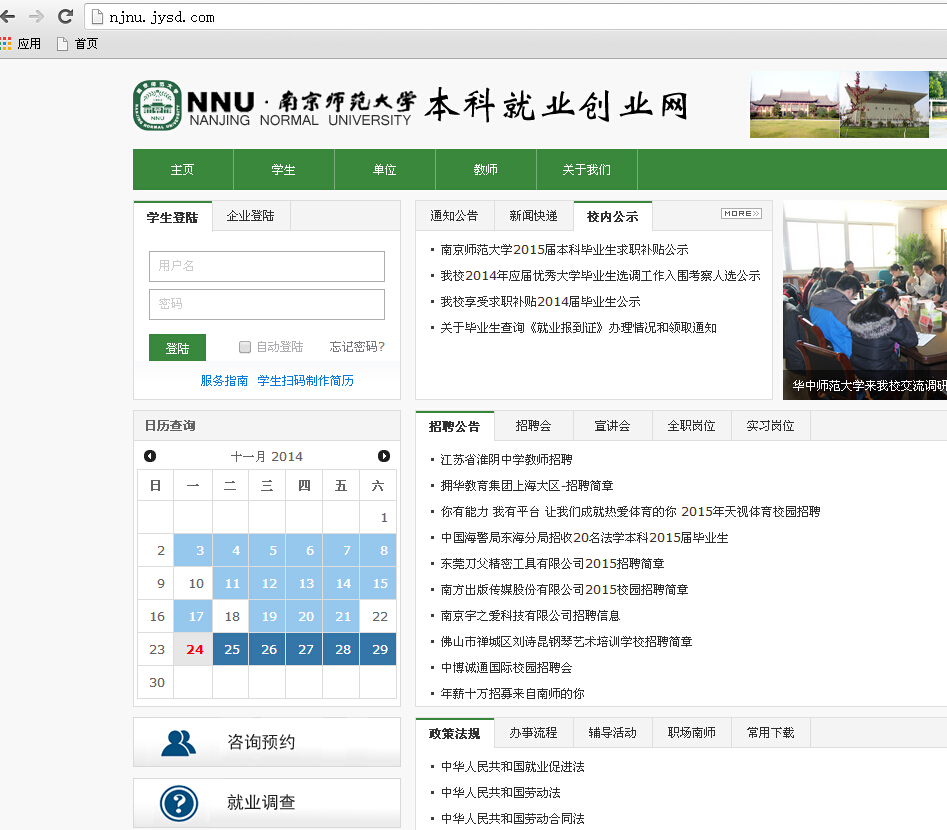 njnu.jysd.com
应用 首页
NNU · 南京师范大学 本科就业创业网
NANJING NORMAL UNIVERSITY
主页 学生 单位 教师 关于我们
学生登陆 企业登陆
用户名
密码
登陆 自动登陆 忘记密码?
服务指南 学生扫码制作简历
通知公告 新闻快递 校内公示 MORE>>
南京师范大学2015届本科毕业生求职补贴公示
我校2014年应届优秀大学毕业生选调工作入围考察人选公示
我校享受求职补贴2014届毕业生公示
关于毕业生查询《就业报到证》办理情况和领取通知
华中师范大学来我校交流调研
日历查询
十一月 2014
日 一 二 三 四 五 六
1
2 3 4 5 6 7 8
9 10 11 12 13 14 15
16 17 18 19 20 21 22
23 24 25 26 27 28 29
30
招聘公告 招聘会 宣讲会 全职岗位 实习岗位
江苏省淮阴中学教师招聘
拥华教育集团上海大区-招聘简章
你有能力 我有平台 让我们成就热爱体育的你 2015年天视体育校园招聘
中国海警局东海分局招收20名法学本科2015届毕业生
东莞刀父精密工具有限公司2015招聘简章
南方出版传媒股份有限公司2015校园招聘简章
南京宇之爱科技有限公司招聘信息
佛山市禅城区刘诗昆钢琴艺术培训学校招聘简章
中博诚通国际校园招聘会
年薪十万招募来自南师的你
咨询预约
就业调查
政策法规 办事流程 辅导活动 职场南师 常用下载
中华人民共和国就业促进法
中华人民共和国劳动法
中华人民共和国劳动合同法